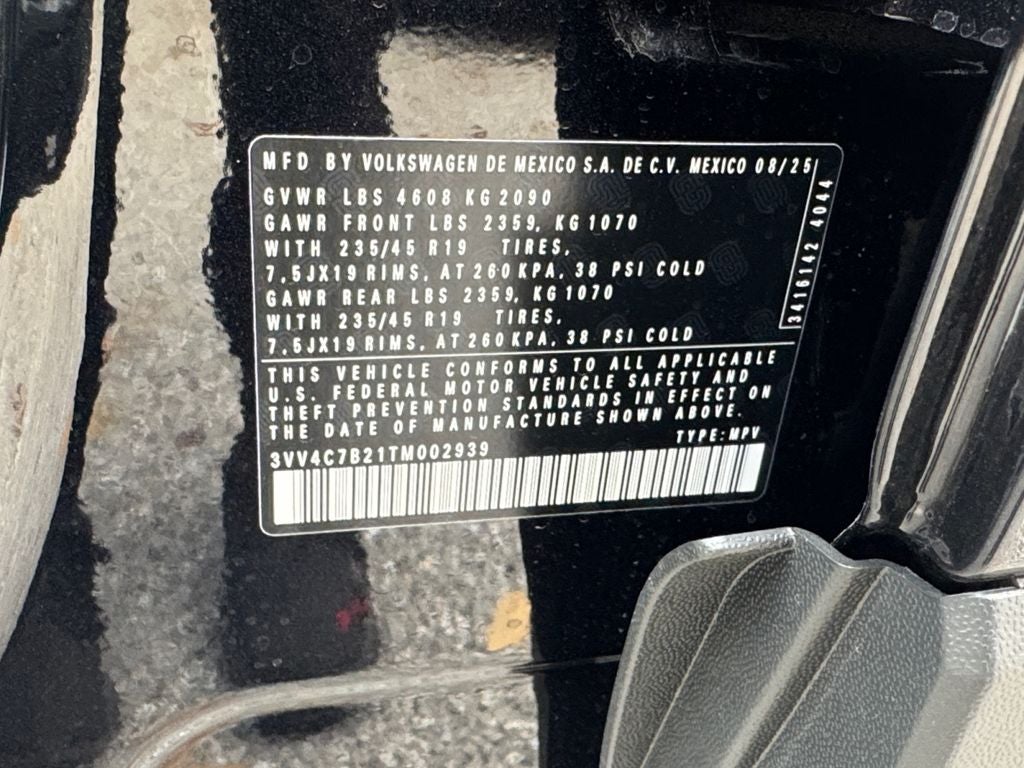 MFD BY VOLKSWAGEN DE MEXICO S.A. DE C.V. MEXICO 08/25
GVWR LBS 4608 KG 2090
GAWR FRONT LBS 2359, KG 1070
WITH 235/45 R19 TIRES,
7,5JX19 RIMS, AT 260 KPA, 38 PSI COLD
GAWR REAR LBS 2359, KG 1070
WITH 235/45 R19 TIRES,
7,5JX19 RIMS, AT 260 KPA, 38 PSI COLD
3416142 4044
THIS VEHICLE CONFORMS TO ALL APPLICABLE
U.S. FEDERAL MOTOR VEHICLE SAFETY AND
THEFT PREVENTION STANDARDS IN EFFECT ON
THE DATE OF MANUFACTURE SHOWN ABOVE.
TYPE: MPV
3VV4C7B21TM002939